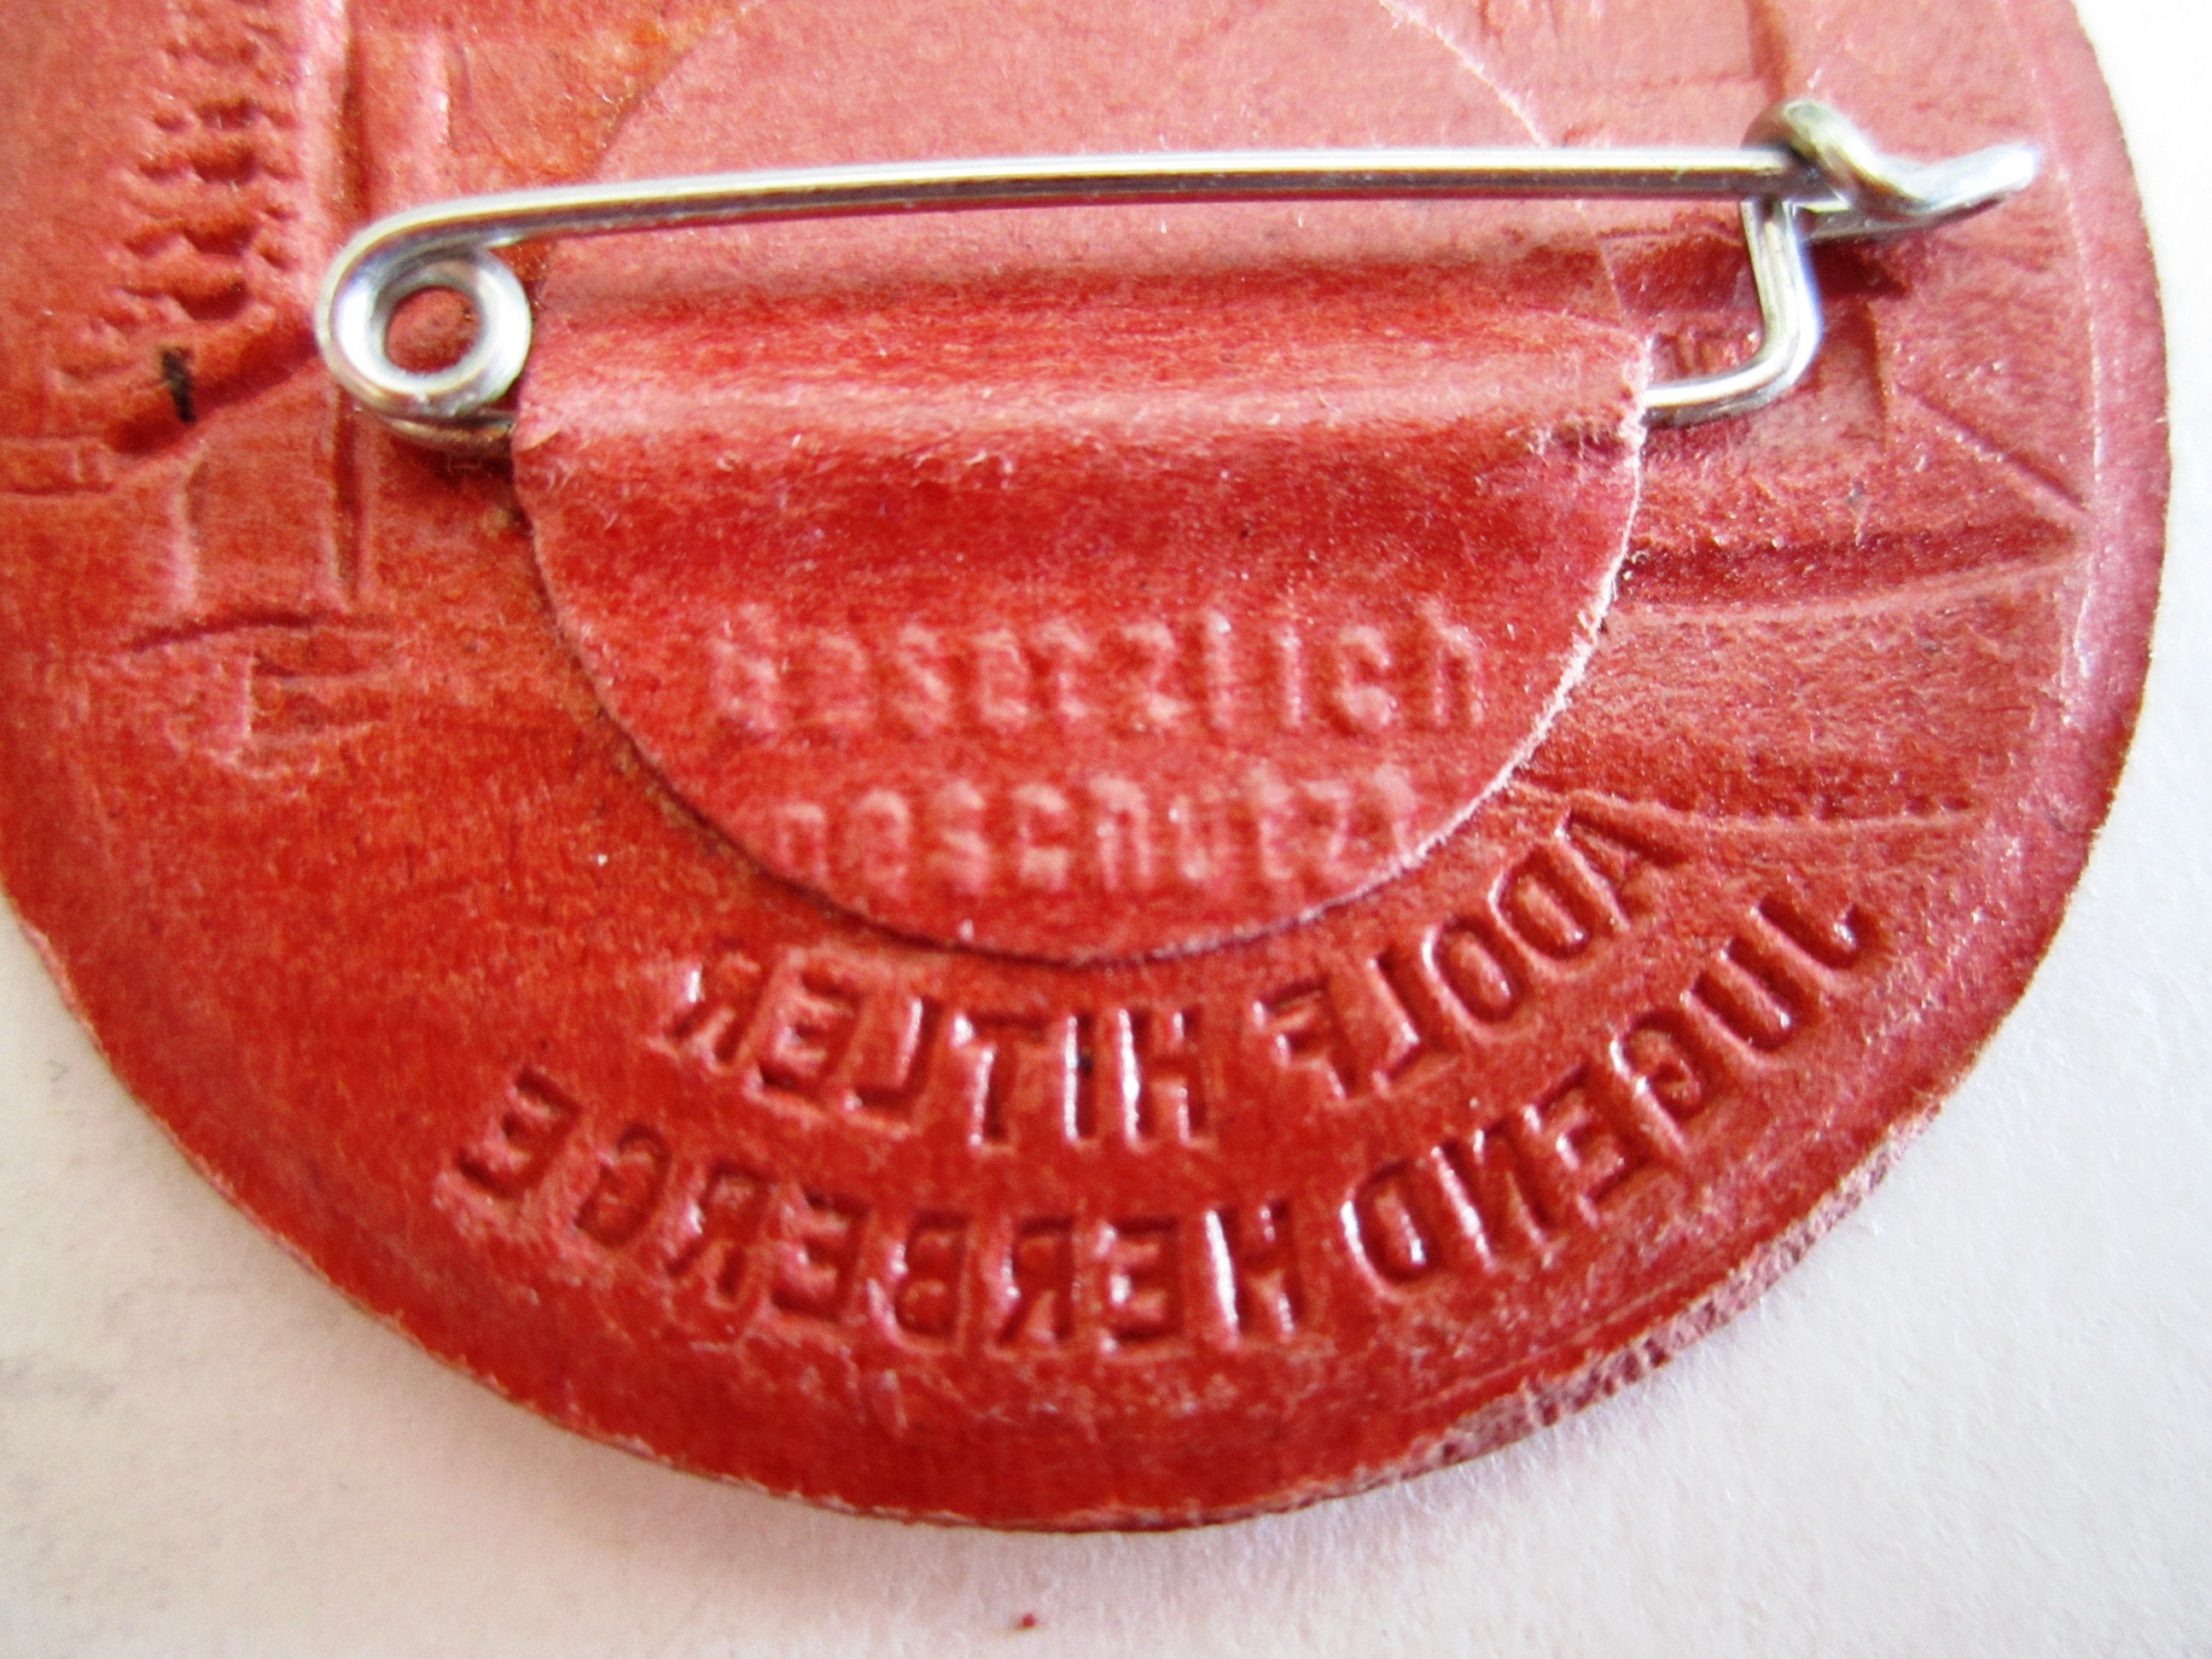 Gesetzlich
geschützt
ADOLF HITLER
JUGENDHERBERGE